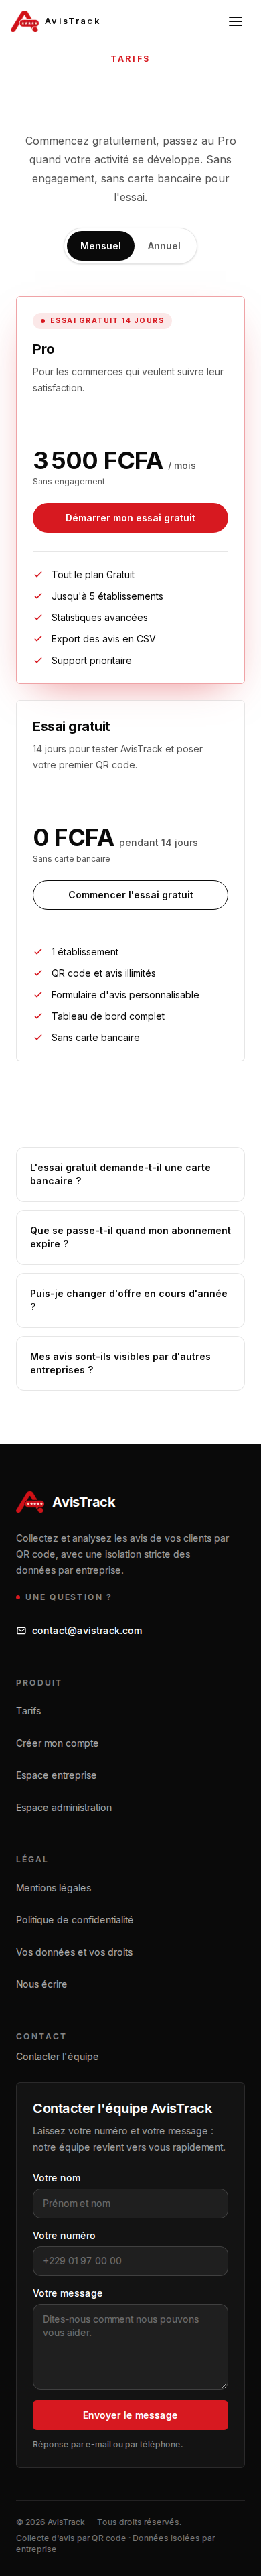 AvisTrack
TARIFS
Commencez gratuitement, passez au Pro
quand votre activité se développe. Sans
engagement, sans carte bancaire pour
l'essai.
Mensuel
Annuel
ESSAI GRATUIT 14 JOURS
Pro
Pour les commerces qui veulent suivre leur
satisfaction.
3 500 FCFA / mois
Sans engagement
Démarrer mon essai gratuit
Tout le plan Gratuit
Jusqu'à 5 établissements
Statistiques avancées
Export des avis en CSV
Support prioritaire
Essai gratuit
14 jours pour tester AvisTrack et poser
votre premier QR code.
0 FCFA pendant 14 jours
Sans carte bancaire
Commencer l'essai gratuit
1 établissement
QR code et avis illimités
Formulaire d'avis personnalisable
Tableau de bord complet
Sans carte bancaire
L'essai gratuit demande-t-il une carte
bancaire ?
Que se passe-t-il quand mon abonnement
expire ?
Puis-je changer d'offre en cours d'année
?
Mes avis sont-ils visibles par d'autres
entreprises ?
AvisTrack
Collectez et analysez les avis de vos clients par
QR code, avec une isolation stricte des
données par entreprise.
UNE QUESTION ?
contact@avistrack.com
PRODUIT
Tarifs
Créer mon compte
Espace entreprise
Espace administration
LÉGAL
Mentions légales
Politique de confidentialité
Vos données et vos droits
Nous écrire
CONTACT
Contacter l'équipe
Contacter l'équipe AvisTrack
Laissez votre numéro et votre message :
notre équipe revient vers vous rapidement.
Votre nom
Prénom et nom
Votre numéro
+229 01 97 00 00
Votre message
Dites-nous comment nous pouvons
vous aider.
Envoyer le message
Réponse par e-mail ou par téléphone.
© 2026 AvisTrack — Tous droits réservés.
Collecte d'avis par QR code · Données isolées par
entreprise